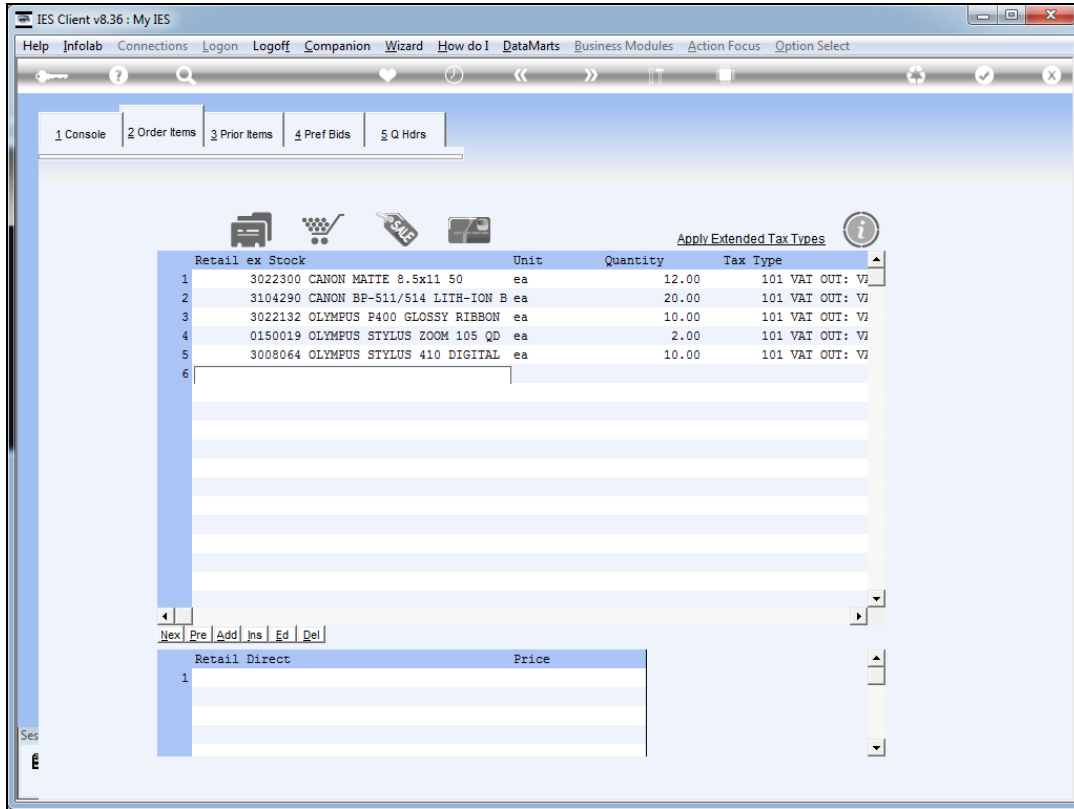 IES Client v8.36 : My IES
Help Infolab Connections Logon Logoff Companion Wizard How do I DataMarts Business Modules Action Focus Option Select
1 Console 2 Order Items 3 Prior Items 4 Pref Bids 5 Q Hdrs
SALE
Apply Extended Tax Types
Retail ex Stock Unit Quantity Tax Type
1 3022300 CANON MATTE 8.5x11 50 ea 12.00 101 VAT OUT:
2 3104290 CANON BP-511/514 LITH-ION B ea 20.00 101 VAT OUT:
3 3022132 OLYMPUS P400 GLOSSY RIBBON ea 10.00 101 VAT OUT:
4 0150019 OLYMPUS STYLUS ZOOM 105 QD ea 2.00 101 VAT OUT:
5 3008064 OLYMPUS STYLUS 410 DIGITAL ea 10.00 101 VAT OUT:
6
Nex Pre Add Ins Ed Del
Retail Direct Price
1
Ses